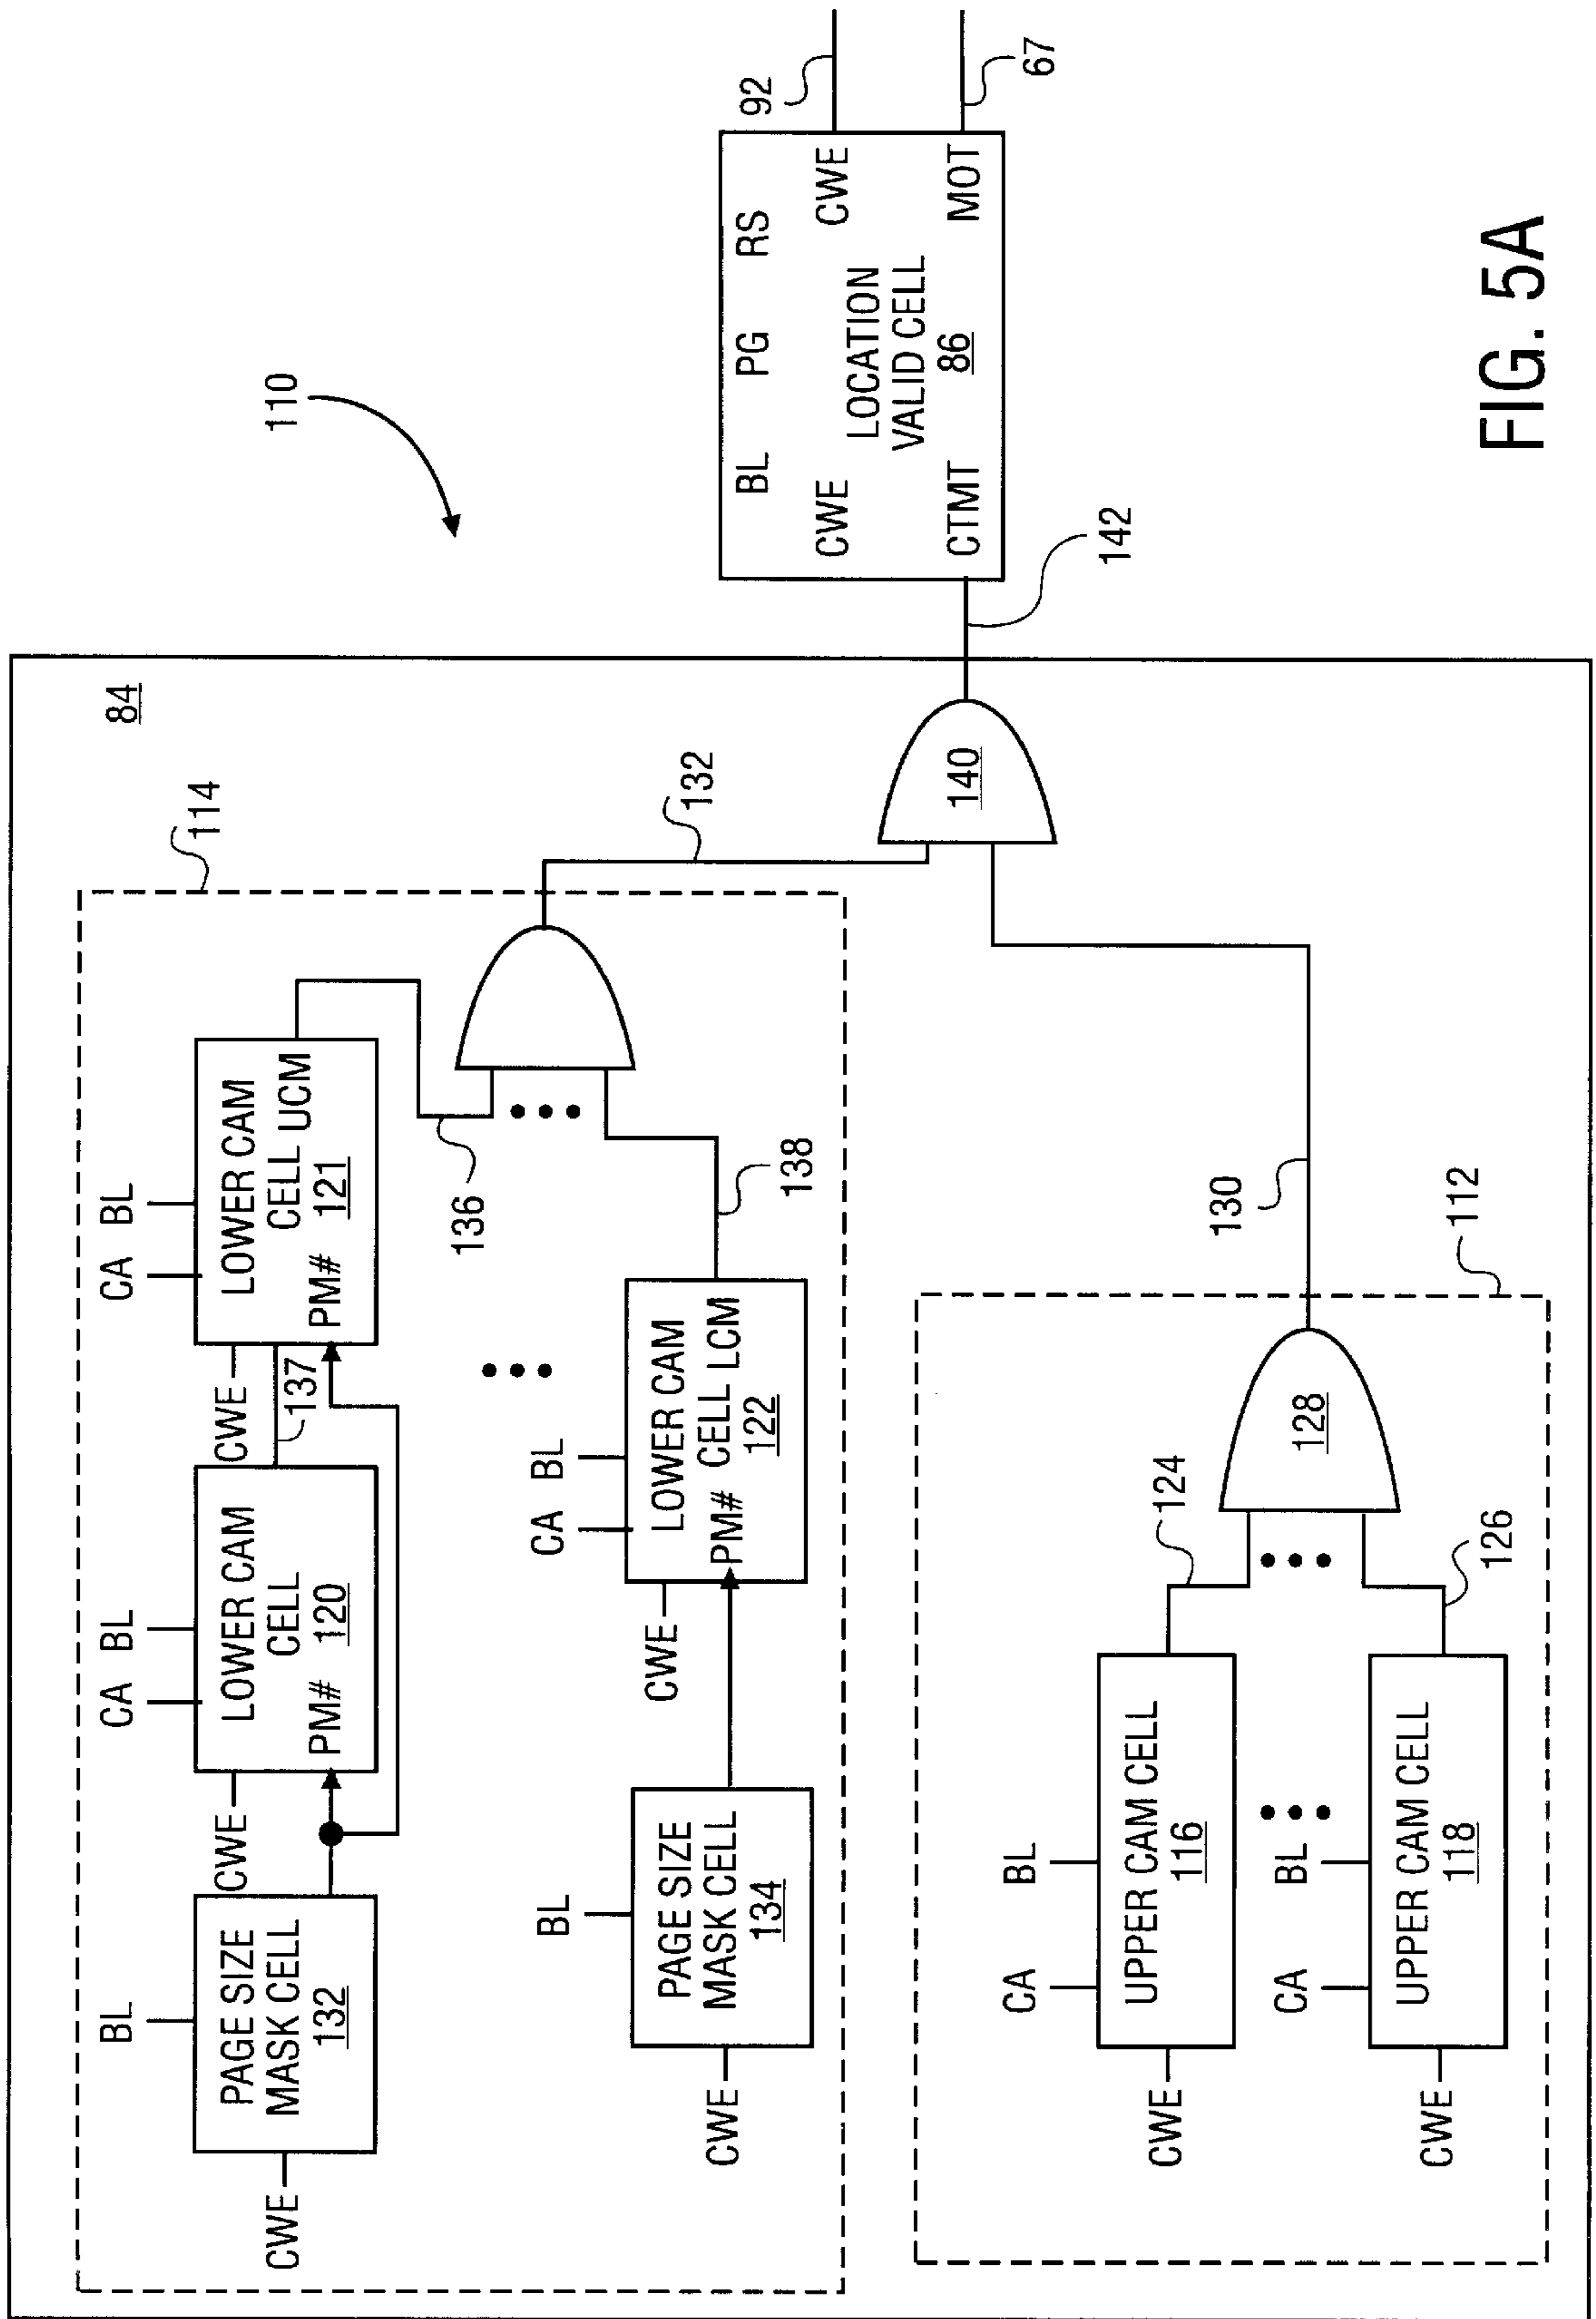 110
84
114
BL
CWE
PAGE SIZE
MASK CELL
132
CA BL
CWE
LOWER CAM
CELL
PM# 120
137
CA BL
CWE
LOWER CAM
CELL UCM
PM# 121
136
BL
CWE
PAGE SIZE
MASK CELL
134
CA BL
CWE
LOWER CAM
PM# CELL LCM
122
138
132
140
142
BL PG RS
CWE CWE
LOCATION
VALID CELL
86
CTMT MOT
92
67
112
CA BL
CWE
UPPER CAM CELL
116
124
CA BL
CWE
UPPER CAM CELL
118
126
128
130
FIG. 5A